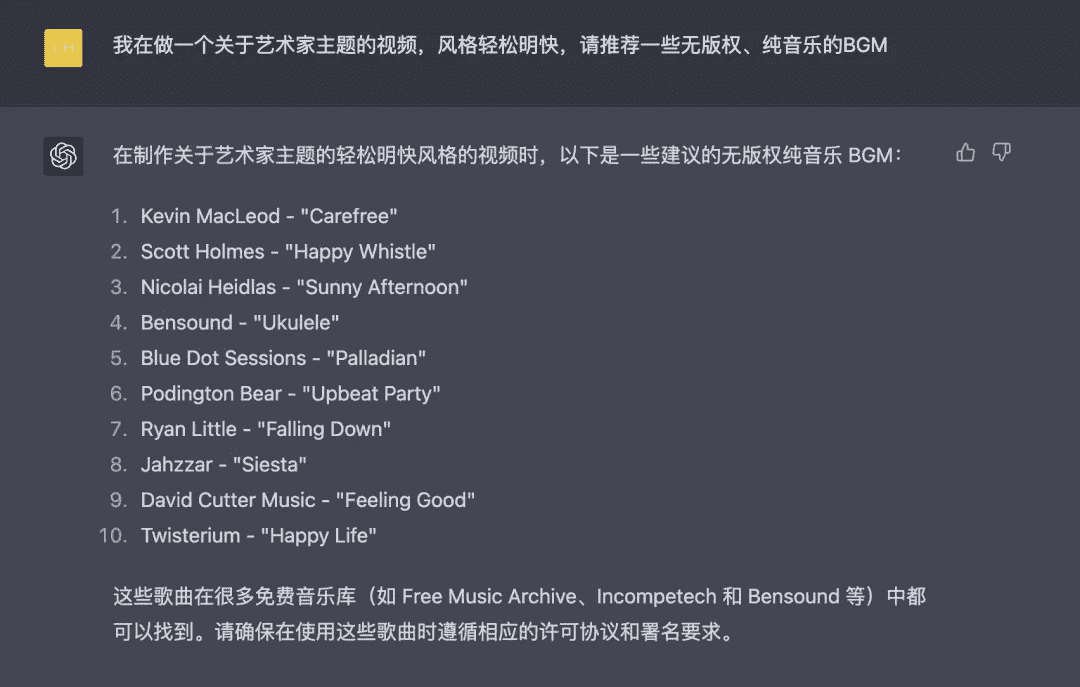 我在做一个关于艺术家主题的视频，风格轻松明快，请推荐一些无版权、纯音乐的BGM
在制作关于艺术家主题的轻松明快风格的视频时，以下是一些建议的无版权纯音乐 BGM：
1. Kevin MacLeod - "Carefree"
2. Scott Holmes - "Happy Whistle"
3. Nicolai Heidlas - "Sunny Afternoon"
4. Bensound - "Ukulele"
5. Blue Dot Sessions - "Palladian"
6. Podington Bear - "Upbeat Party"
7. Ryan Little - "Falling Down"
8. Jahzzar - "Siesta"
9. David Cutter Music - "Feeling Good"
10. Twisterium - "Happy Life"
这些歌曲在很多免费音乐库（如 Free Music Archive、Incompetech 和 Bensound 等）中都
可以找到。请确保在使用这些歌曲时遵循相应的许可协议和署名要求。